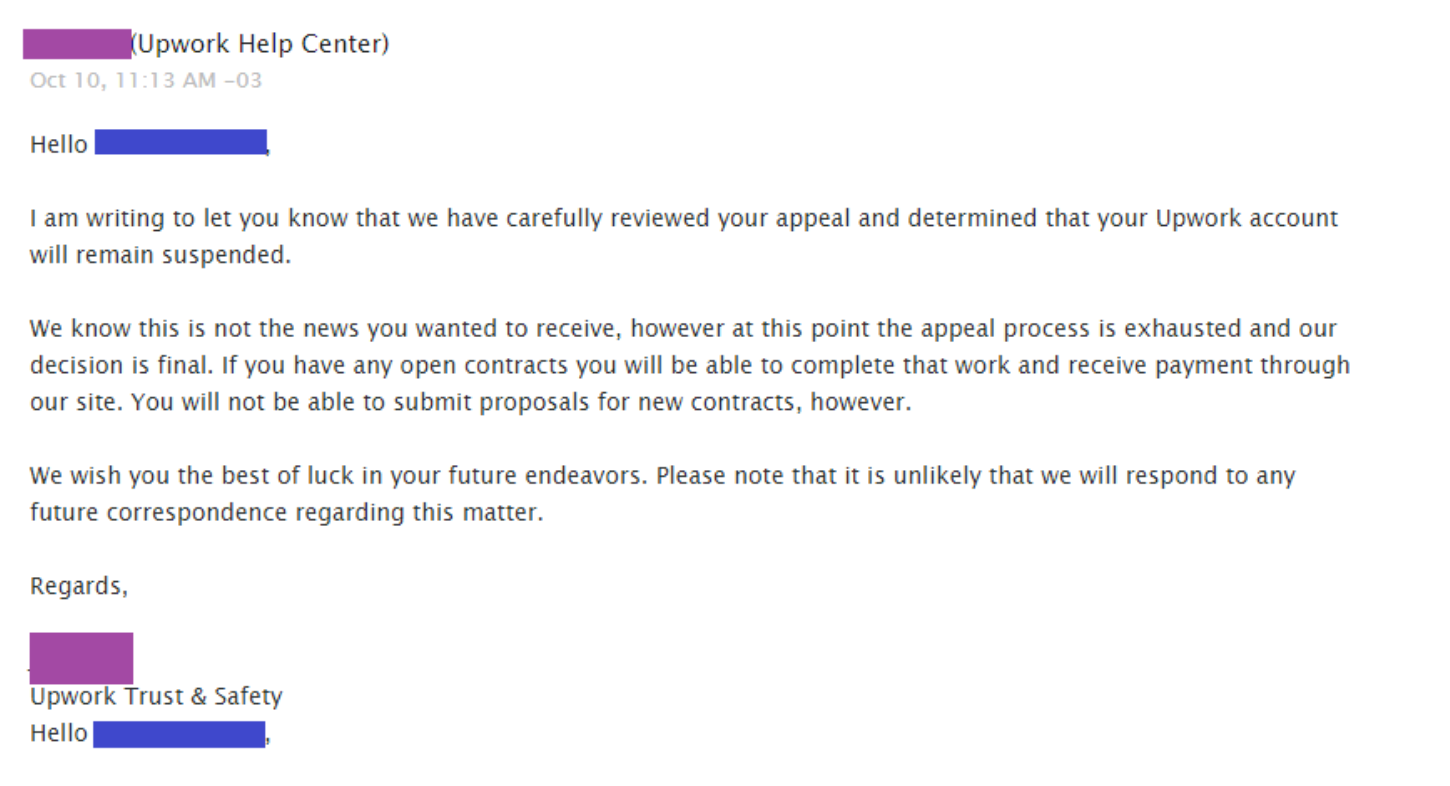 (Upwork Help Center)
Oct 10, 11:13 AM -03
Hello ,
I am writing to let you know that we have carefully reviewed your appeal and determined that your Upwork account
will remain suspended.
We know this is not the news you wanted to receive, however at this point the appeal process is exhausted and our
decision is final. If you have any open contracts you will be able to complete that work and receive payment through
our site. You will not be able to submit proposals for new contracts, however.
We wish you the best of luck in your future endeavors. Please note that it is unlikely that we will respond to any
future correspondence regarding this matter.
Regards,
Upwork Trust & Safety
Hello ,